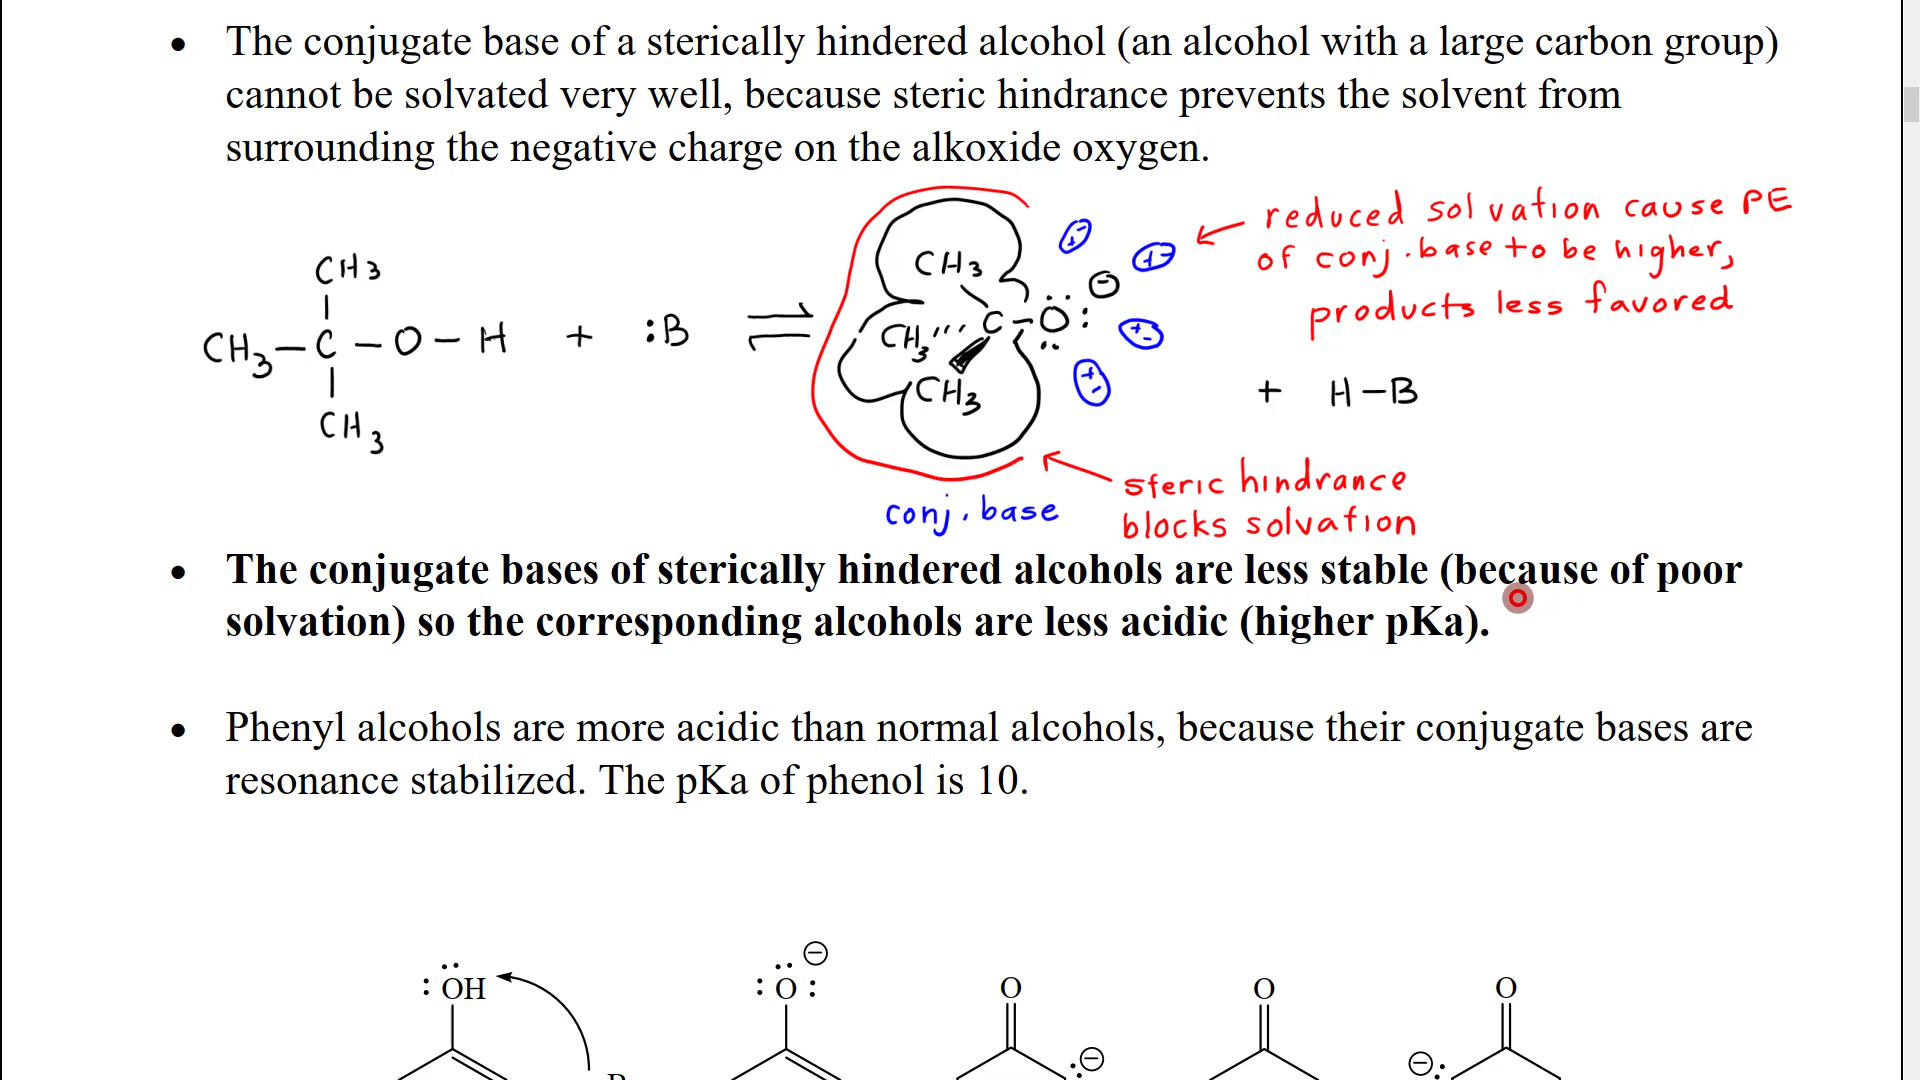 • The conjugate base of a sterically hindered alcohol (an alcohol with a large carbon group)
cannot be solvated very well, because steric hindrance prevents the solvent from
surrounding the negative charge on the alkoxide oxygen.
reduced solvation cause PE
of conj. base to be higher,
products less favored
CH3
CH3–C–O–H + :B ⇌
CH3
CH3
CH3 C–O: ⊖
CH3
+ H–B
steric hindrance
blocks solvation
conj. base
• The conjugate bases of sterically hindered alcohols are less stable (because of poor
solvation) so the corresponding alcohols are less acidic (higher pKa).
• Phenyl alcohols are more acidic than normal alcohols, because their conjugate bases are
resonance stabilized. The pKa of phenol is 10.
:OH :O: ⊖ O O O
⊖: ⊖: